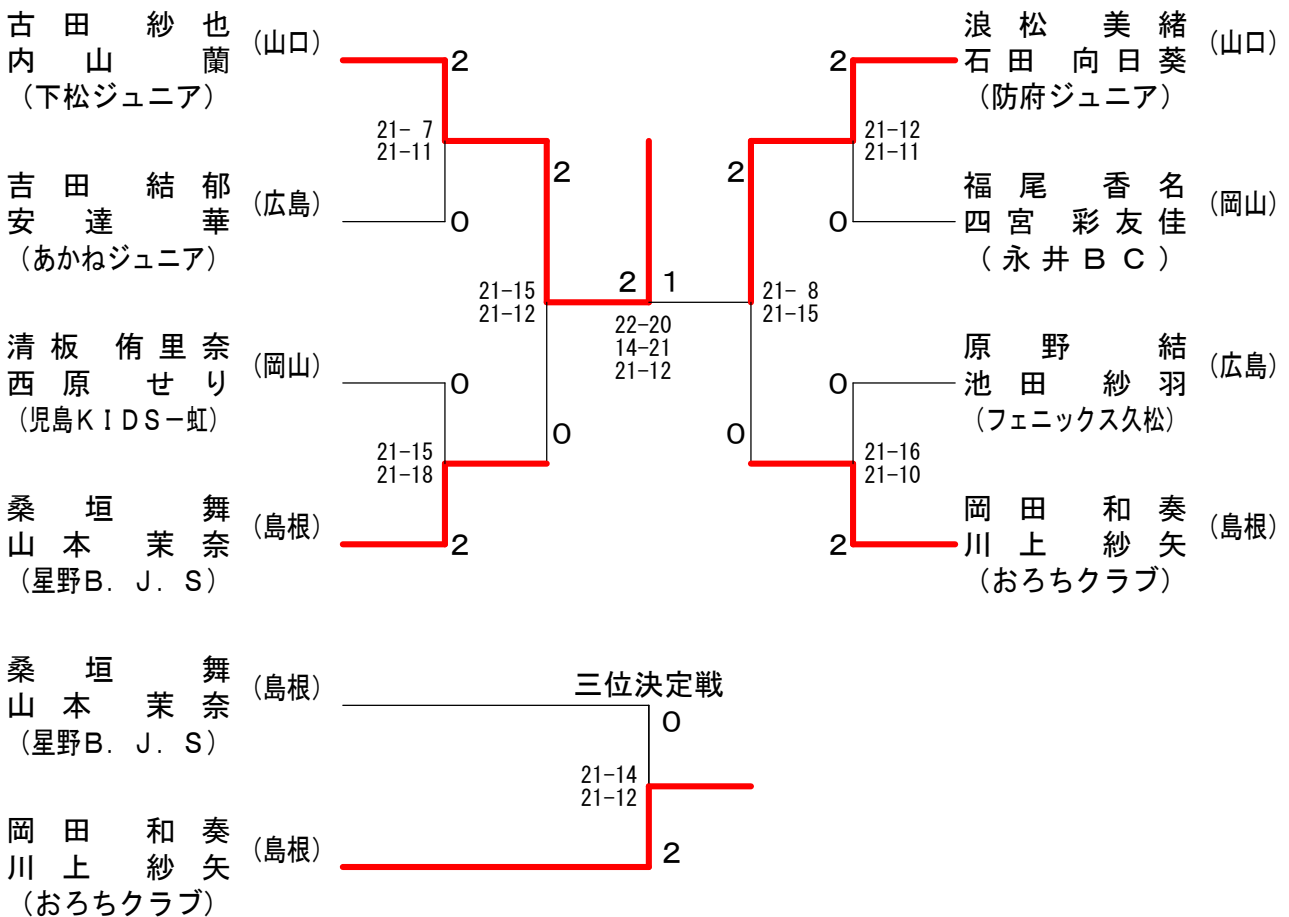 古田 紗也
内山 蘭
(山口)
(下松ジュニア)
2
21- 7
21-11
吉田 結郁
安達 華
(広島)
(あかねジュニア)
0
2
21-15
21-12
清板 侑里奈
西原 せり
(岡山)
(児島KIDS－虹)
0
21-15
21-18
0
桑垣 舞
山本 茉奈
(島根)
(星野B．J．S)
2
2 1
22-20
14-21
21-12
浪松 美緒
石田 向日葵
(山口)
(防府ジュニア)
2
21-12
21-11
2
福尾 香名
四宮 彩友佳
(岡山)
(永井BC)
0
21- 8
21-15
原野 結
池田 紗羽
(広島)
(フェニックス久松)
0
0
21-16
21-10
岡田 和奏
川上 紗矢
(島根)
(おろちクラブ)
2
三位決定戦
桑垣 舞
山本 茉奈
(島根)
(星野B．J．S)
0
21-14
21-12
岡田 和奏
川上 紗矢
(島根)
(おろちクラブ)
2